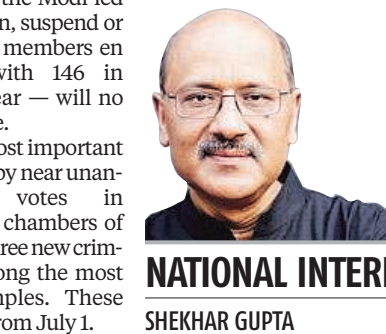 the Modi led
n, suspend or
members en
with 146 in
ear — will no
e.
ost important
by near unan-
votes in
chambers of
ree new crim-
ong the most
mples. These
rom July 1.
NATIONAL INTER
SHEKHAR GUPTA